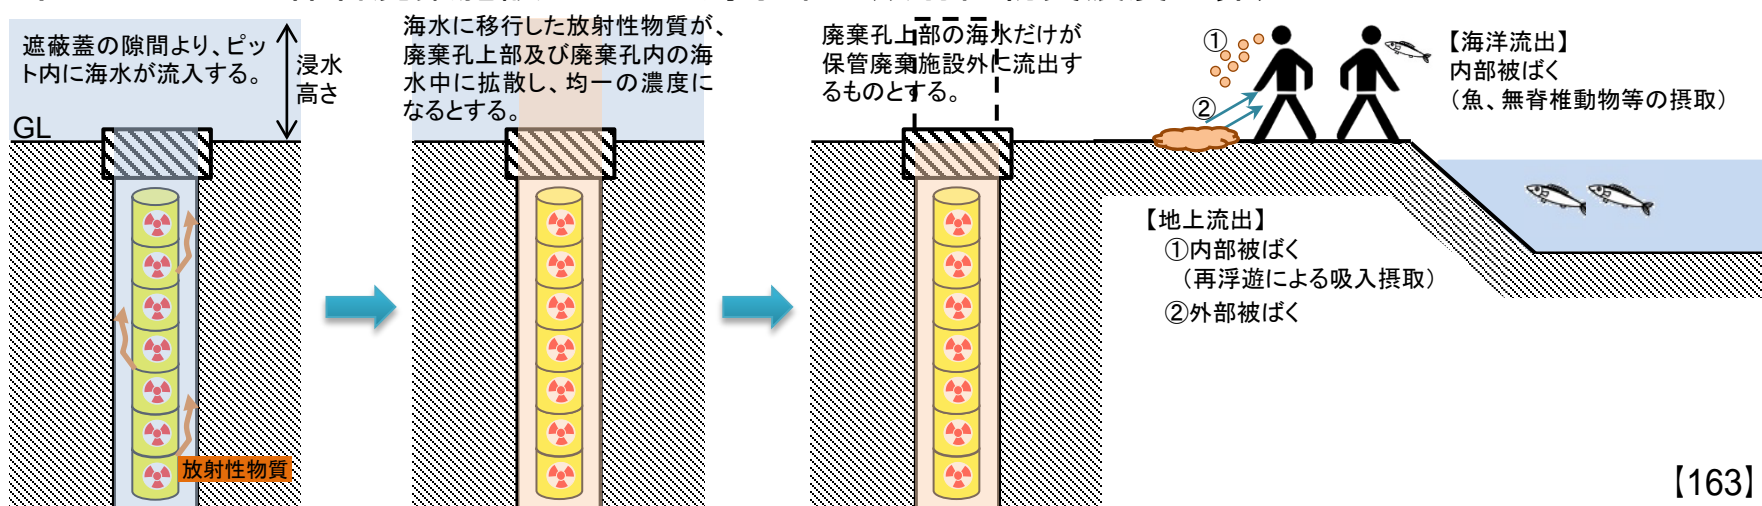 遮蔽蓋の隙間より、ピッ
ト内に海水が流入する。
浸水
高さ
GL
放射性物質
海水に移行した放射性物質が、
廃棄孔上部及び廃棄孔内の海
水中に拡散し、均一の濃度に
なるとする。
廃棄孔上部の海水だけが
保管廃棄施設外に流出す
るものとする。
①
②
【海洋流出】
内部被ばく
（魚、無脊椎動物等の摂取）
【地上流出】
①内部被ばく
（再浮遊による吸入摂取）
②外部被ばく
【163】